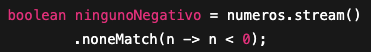 boolean ningunoNegativo = numeros.stream()
.noneMatch(n -> n < 0);